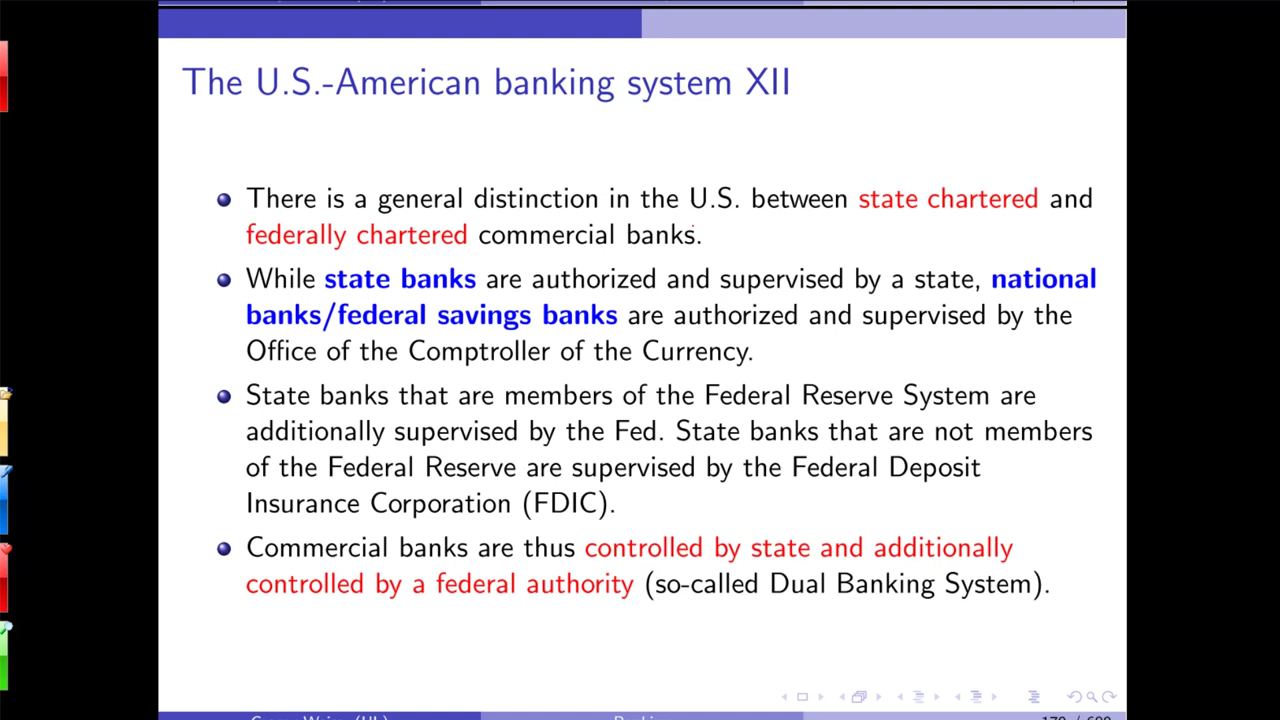 The U.S.-American banking system XII
There is a general distinction in the U.S. between state chartered and
federally chartered commercial banks.
While state banks are authorized and supervised by a state, national
banks/federal savings banks are authorized and supervised by the
Office of the Comptroller of the Currency.
State banks that are members of the Federal Reserve System are
additionally supervised by the Fed. State banks that are not members
of the Federal Reserve are supervised by the Federal Deposit
Insurance Corporation (FDIC).
Commercial banks are thus controlled by state and additionally
controlled by a federal authority (so-called Dual Banking System).